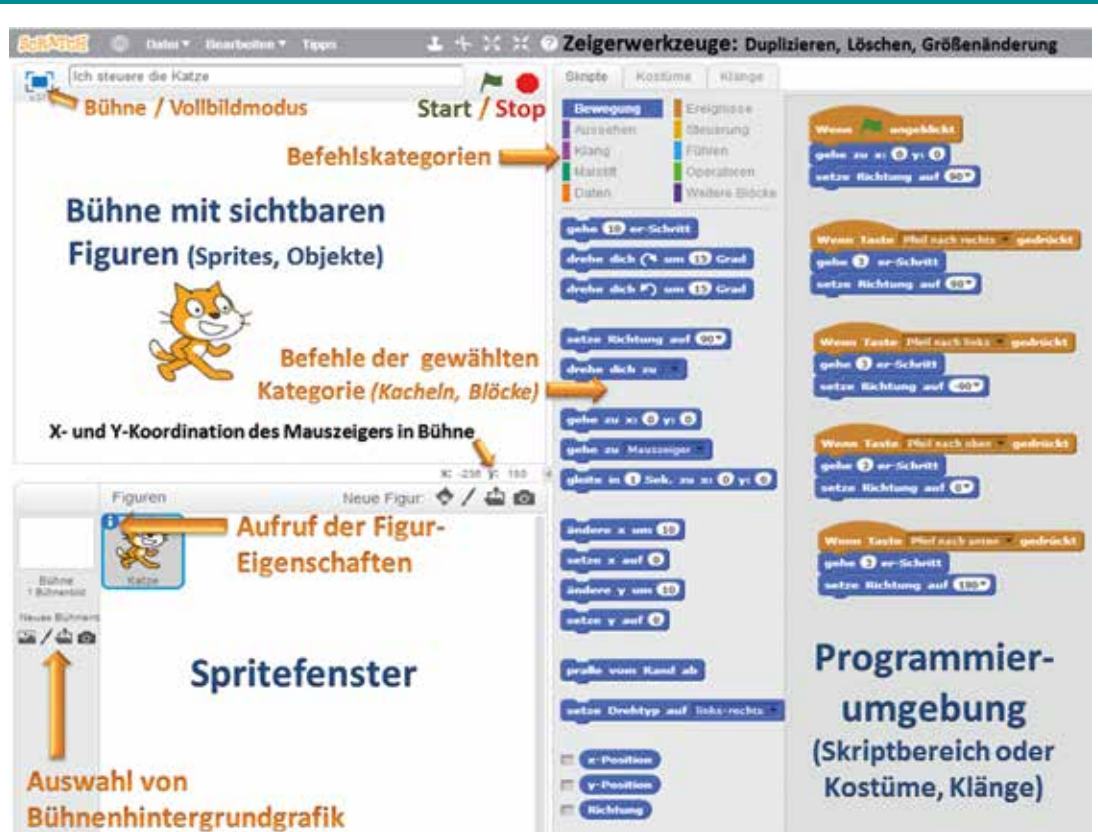 SCRATCH Datei Bearbeiten Tipps
Zeigerwerkzeuge: Duplizieren, Löschen, Größenänderung
Ich steuere die Katze
Bühne / Vollbildmodus
Start / Stop
Befehlskategorien
Bühne mit sichtbaren
Figuren (Sprites, Objekte)
Befehle der gewählten
Kategorie (Kacheln, Blöcke)
X- und Y-Koordination des Mauszeigers in Bühne
Figuren
Neue Figur:
Aufruf der Figur-
Eigenschaften
Katze
Bühne
1 Bühnenbild
Spritefenster
Auswahl von
Bühnenhintergrundgrafik
Skripte Kostüme Klänge
Bewegung Ereignisse
Aussehen Steuerung
Klang Fühlen
Malstift Operatoren
Daten Weitere Blöcke
gehe 10 er-Schritt
drehe dich um 15 Grad
drehe dich um 15 Grad
setze Richtung auf 90
drehe dich zu
gehe zu x: 0 y: 0
gehe zu Mauszeiger
gleite in 1 Sek. zu x: 0 y: 0
ändere x um 10
setze x auf 0
ändere y um 10
setze y auf 0
pralle vom Rand ab
setze Drehtyp auf links-rechts
x-Position
y-Position
Richtung
Wenn angeklickt
gehe zu x: 0 y: 0
setze Richtung auf 90
Wenn Taste Pfeil nach rechts gedrückt
gehe 3 er-Schritt
setze Richtung auf 90
Wenn Taste Pfeil nach links gedrückt
gehe 3 er-Schritt
setze Richtung auf -90
Wenn Taste Pfeil nach oben gedrückt
gehe 3 er-Schritt
setze Richtung auf 0
Wenn Taste Pfeil nach unten gedrückt
gehe 3 er-Schritt
setze Richtung auf 180
Programmier-
umgebung
(Skriptbereich oder
Kostüme, Klänge)